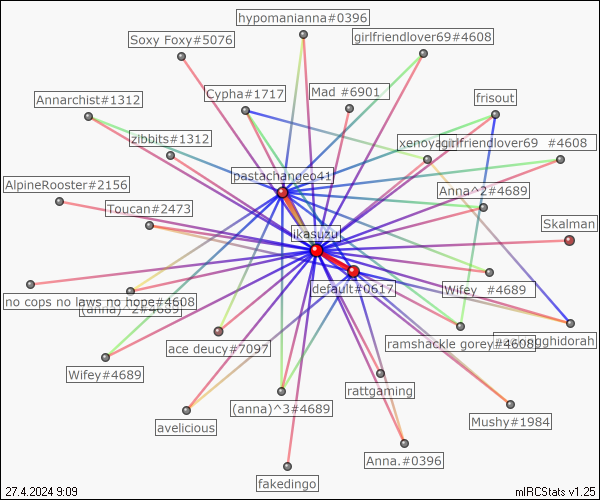 hypomanianna#0396
Soxy Foxy#5076
girlfriendlover69#4608
Cypha#1717
Mad #6901
Annarchist#1312
frisout
zibbits#1312
xenoyagirlfriendlover69 #4608
pastachangeo41
AlpineRooster#2156
Anna^2#4689
Toucan#2473
Skalman
ikasuzu
default#0617
Wifey #4689
no cops no laws no hope#4608
(anna)^2#4689
ramshackle gorey#4608
gghidorah
ace deucy#7097
Wifey#4689
rattgaming
avelicious
(anna)^3#4689
Mushy#1984
Anna.#0396
fakedingo
27.4.2024 9:09
mIRCStats v1.25